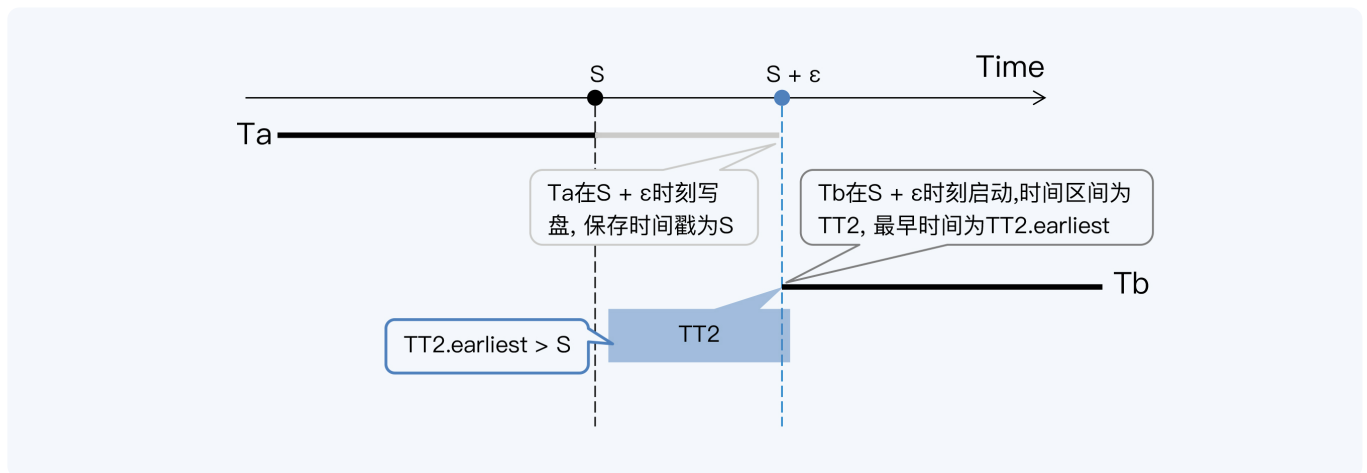 Time
S
S + ε
Ta
Ta在S + ε时刻写
盘, 保存时间戳为S
Tb在S + ε时刻启动,时间区间为
TT2, 最早时间为TT2.earliest
Tb
TT2
TT2.earliest > S